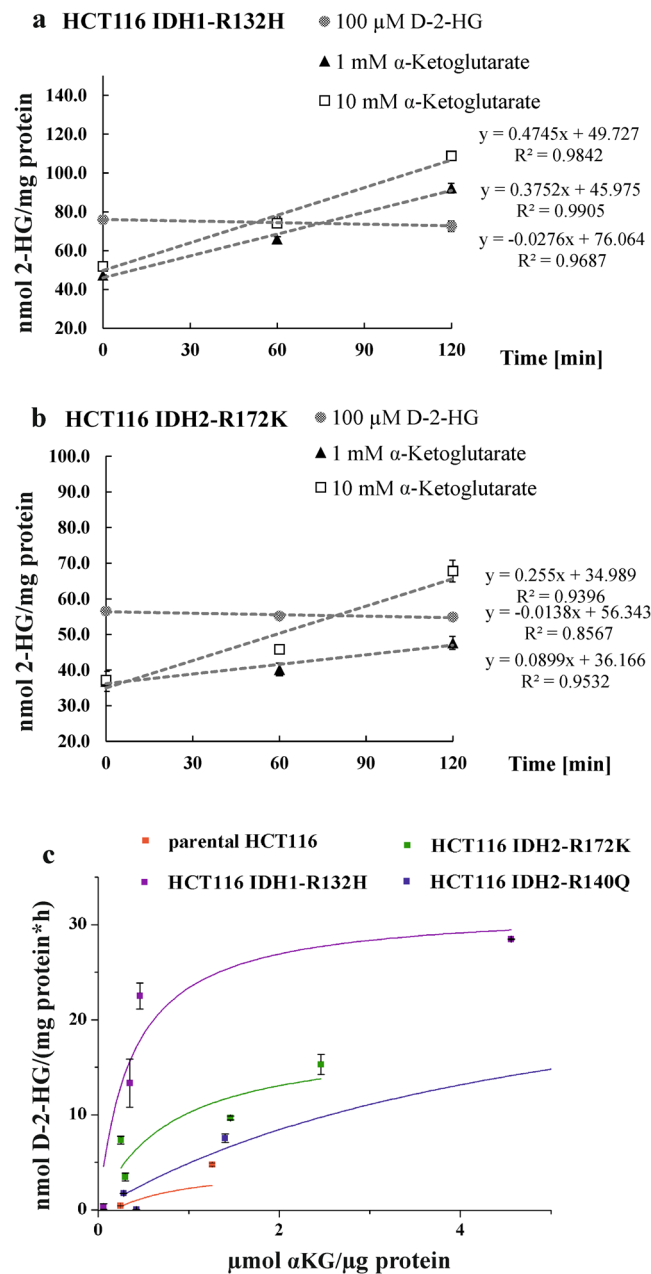 a HCT116 IDH1-R132H
100 µM D-2-HG
1 mM α-Ketoglutarate
10 mM α-Ketoglutarate
nmol 2-HG/mg protein
140.0
120.0
100.0
80.0
60.0
40.0
20.0
y = 0.4745x + 49.727
R² = 0.9842
y = 0.3752x + 45.975
R² = 0.9905
y = -0.0276x + 76.064
R² = 0.9687
0 30 60 90 120
Time [min]
b HCT116 IDH2-R172K
100 µM D-2-HG
1 mM α-Ketoglutarate
10 mM α-Ketoglutarate
nmol 2-HG/mg protein
100.0
90.0
80.0
70.0
60.0
50.0
40.0
30.0
20.0
y = 0.255x + 34.989
R² = 0.9396
y = -0.0138x + 56.343
R² = 0.8567
y = 0.0899x + 36.166
R² = 0.9532
0 30 60 90 120
Time [min]
c
parental HCT116
HCT116 IDH2-R172K
HCT116 IDH1-R132H
HCT116 IDH2-R140Q
nmol D-2-HG/(mg protein*h)
30
20
10
0
0 2 4
µmol αKG/µg protein